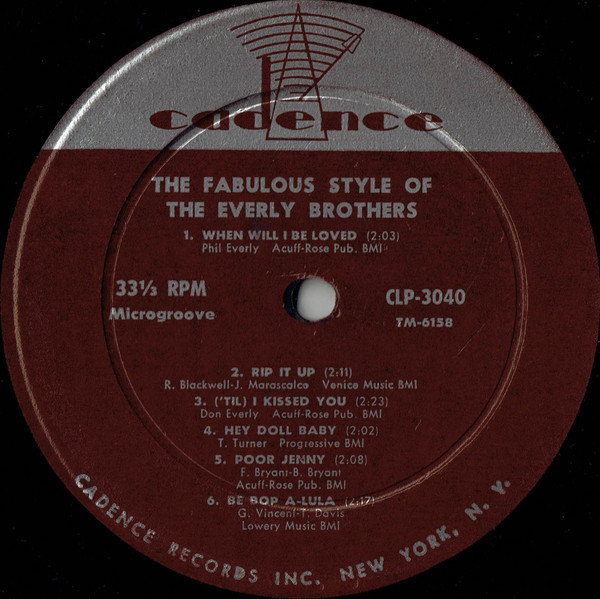 cadence
THE FABULOUS STYLE OF
THE EVERLY BROTHERS
1. WHEN WILL I BE LOVED (2:03)
Phil Everly Acuff-Rose Pub. BMI
33⅓ RPM
Microgroove
CLP-3040
TM-6158
2. RIP IT UP (2:11)
R. Blackwell-J. Marascalce Venice Music BMI
3. ('TIL) I KISSED YOU (2:23)
Don Everly Acuff-Rose Pub. BMI
4. HEY DOLL BABY (2:02)
T. Turner Progressive BMI
5. POOR JENNY (2:08)
F. Bryant-B. Bryant
Acuff-Rose Pub. BMI
6. BE BOP A-LULA (2:17)
G. Vincent-T. Davis
Lowery Music BMI
CADENCE RECORDS INC. NEW YORK, N. Y.